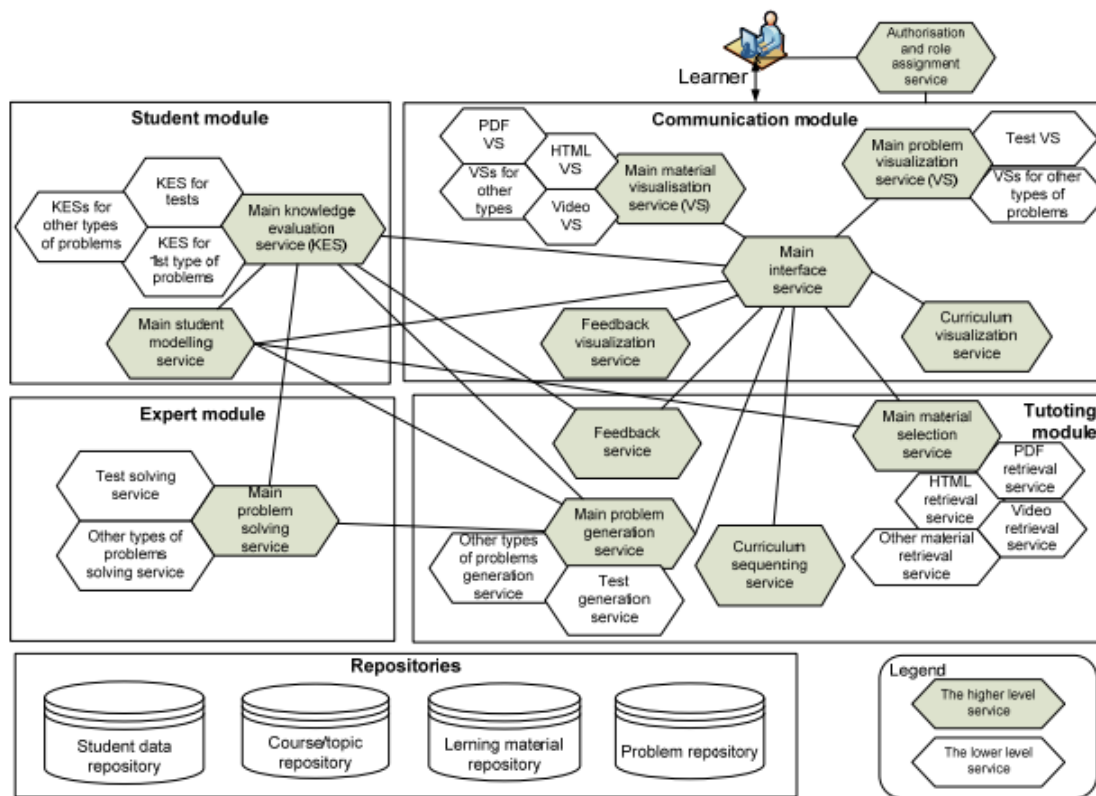 Authorisation
and role
assignment
service
Learner
Student module
KES for
tests
KESs for
other types
of problems
KES for
1st type of
problems
Main knowledge
evaluation
service (KES)
Main student
modelling
service
Communication module
PDF
VS
HTML
VS
VSs for
other
types
Video
VS
Main material
visualisation
service (VS)
Main problem
visualization
service (VS)
Test VS
VSs for other
types of
problems
Main
interface
service
Feedback
visualization
service
Curriculum
visualization
service
Expert module
Test solving
service
Other types of
problems
solving service
Main
problem
solving
service
Tutoting
module
Feedback
service
Main material
selection
service
PDF
retrieval
service
HTML
retrieval
service
Video
retrieval
service
Other material
retrieval
service
Main problem
generation
service
Other types
of problems
generation
service
Test
generation
service
Curriculum
sequencing
service
Repositories
Student data
repository
Course/topic
repository
Lerning material
repository
Problem repository
Legend
The higher level
service
The lower level
service